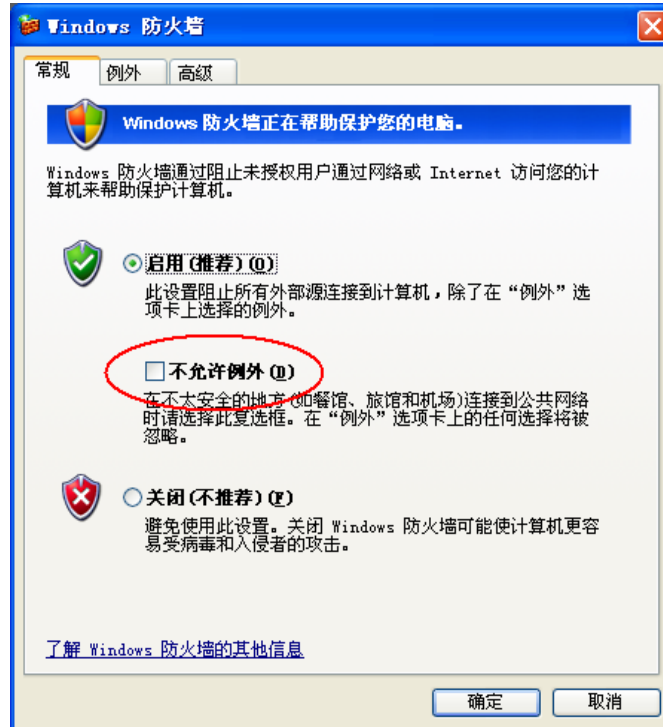 Windows 防火墙
常规 例外 高级
Windows 防火墙正在帮助保护您的电脑。
Windows 防火墙通过阻止未授权用户通过网络或 Internet 访问您的计
算机来帮助保护计算机。
启用(推荐)(O)
此设置阻止所有外部源连接到计算机，除了在“例外”选
项卡上选择的例外。
不允许例外(D)
在不太安全的地方(如餐馆、旅馆和机场)连接到公共网络
时请选择此复选框。在“例外”选项卡上的任何选择将被
忽略。
关闭(不推荐)(F)
避免使用此设置。关闭 Windows 防火墙可能使计算机更容
易受病毒和入侵者的攻击。
了解 Windows 防火墙的其他信息
确定 取消